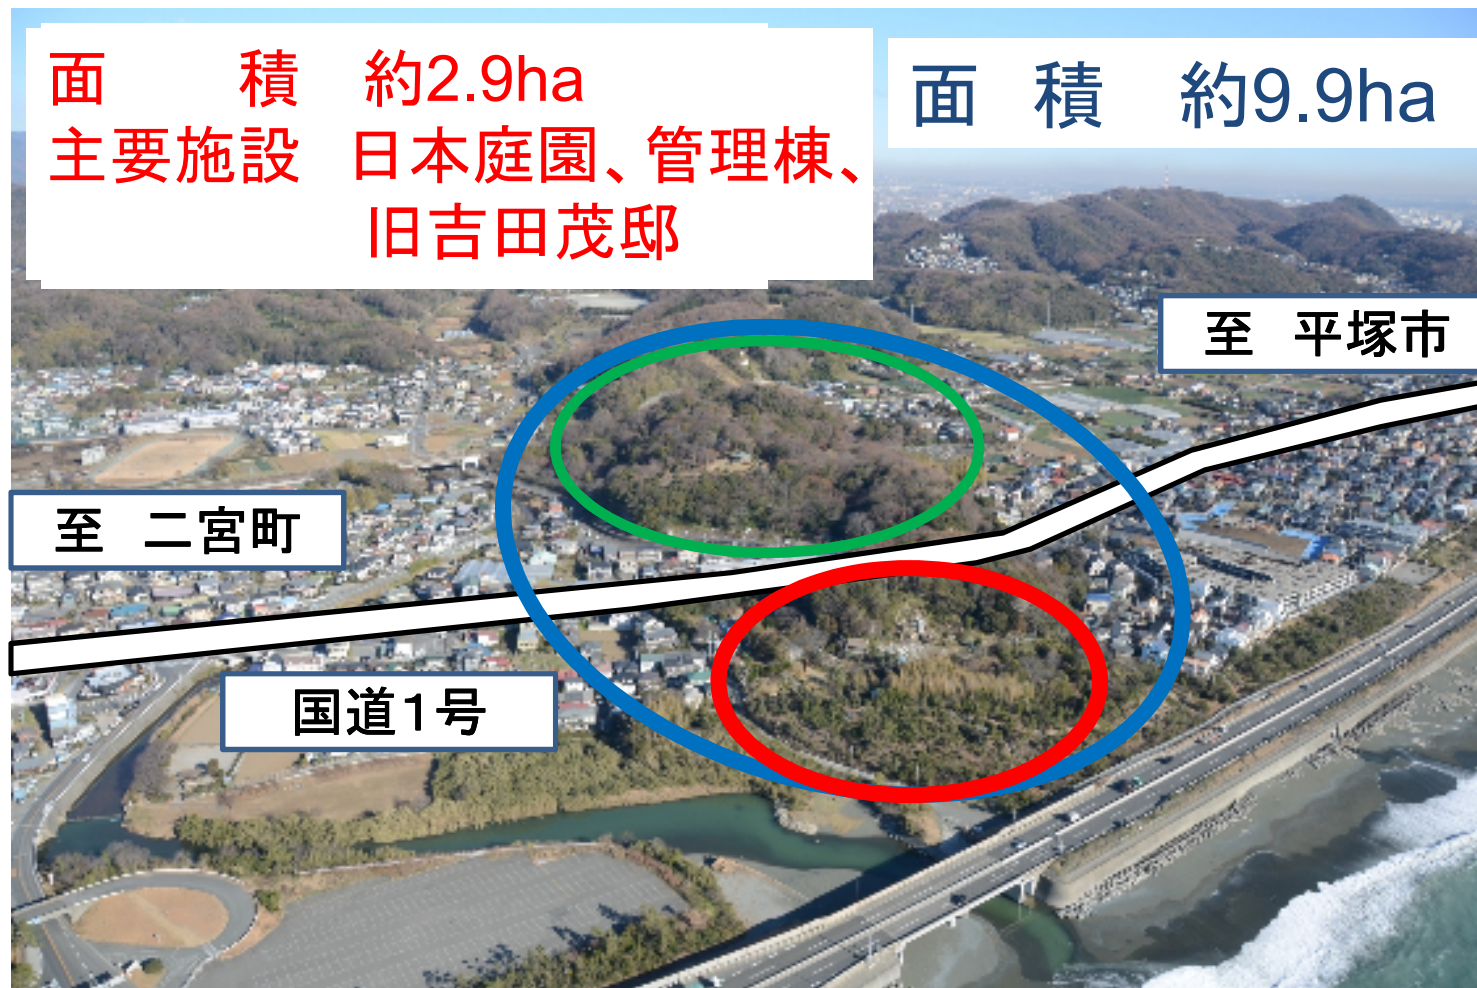 面　　積　約2.9ha
主要施設　日本庭園、管理棟、
旧吉田茂邸
面　積　約9.9ha
至　平塚市
至　二宮町
国道１号